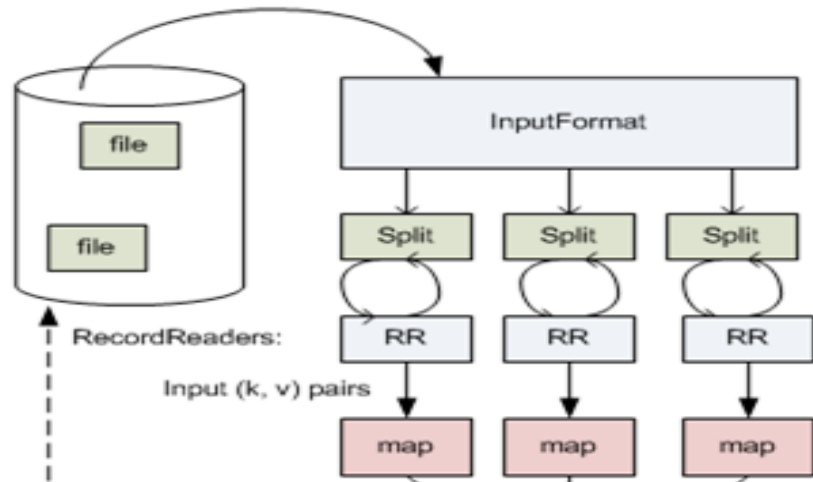 file
file
InputFormat
Split Split Split
RecordReaders: RR RR RR
Input (k, v) pairs
map map map